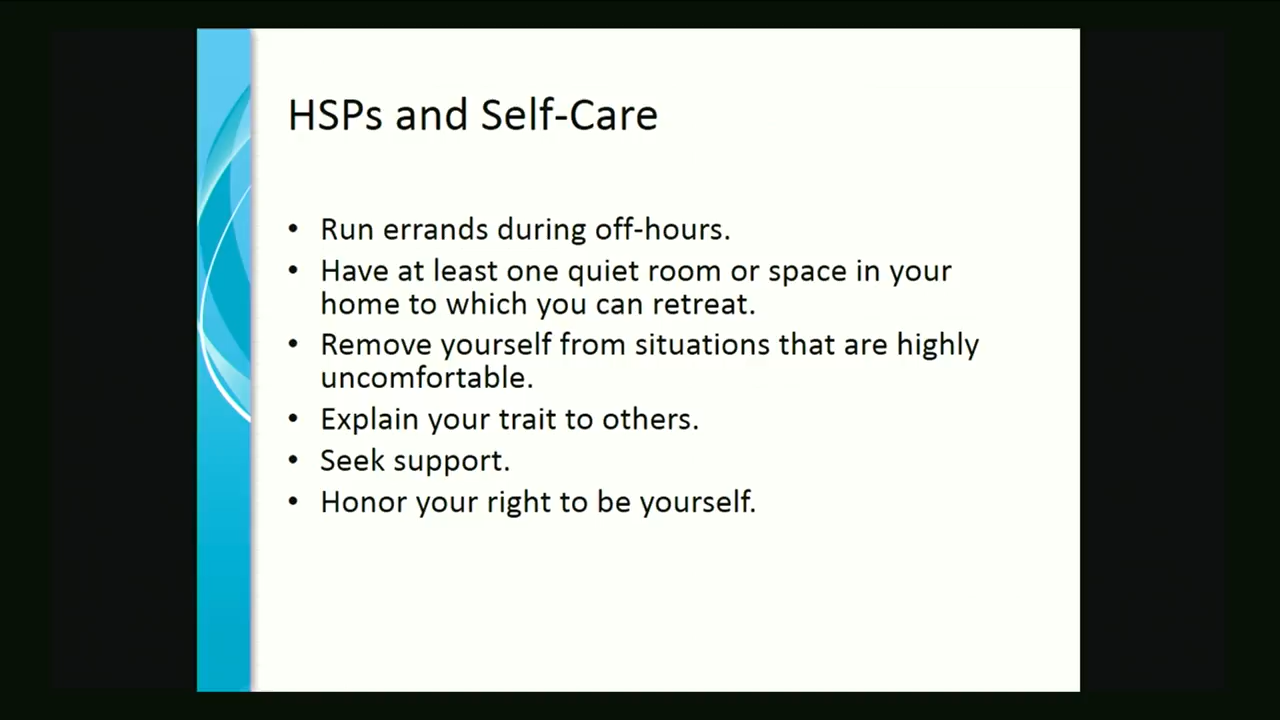 HSPs and Self-Care
• Run errands during off-hours.
• Have at least one quiet room or space in your
home to which you can retreat.
• Remove yourself from situations that are highly
uncomfortable.
• Explain your trait to others.
• Seek support.
• Honor your right to be yourself.